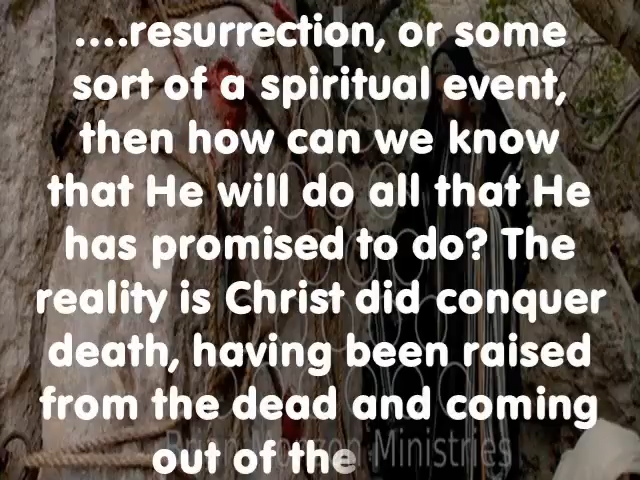 ....resurrection, or some
sort of a spiritual event,
then how can we know
that He will do all that He
has promised to do? The
reality is Christ did conquer
death, having been raised
from the dead and coming
out of the
Ministries